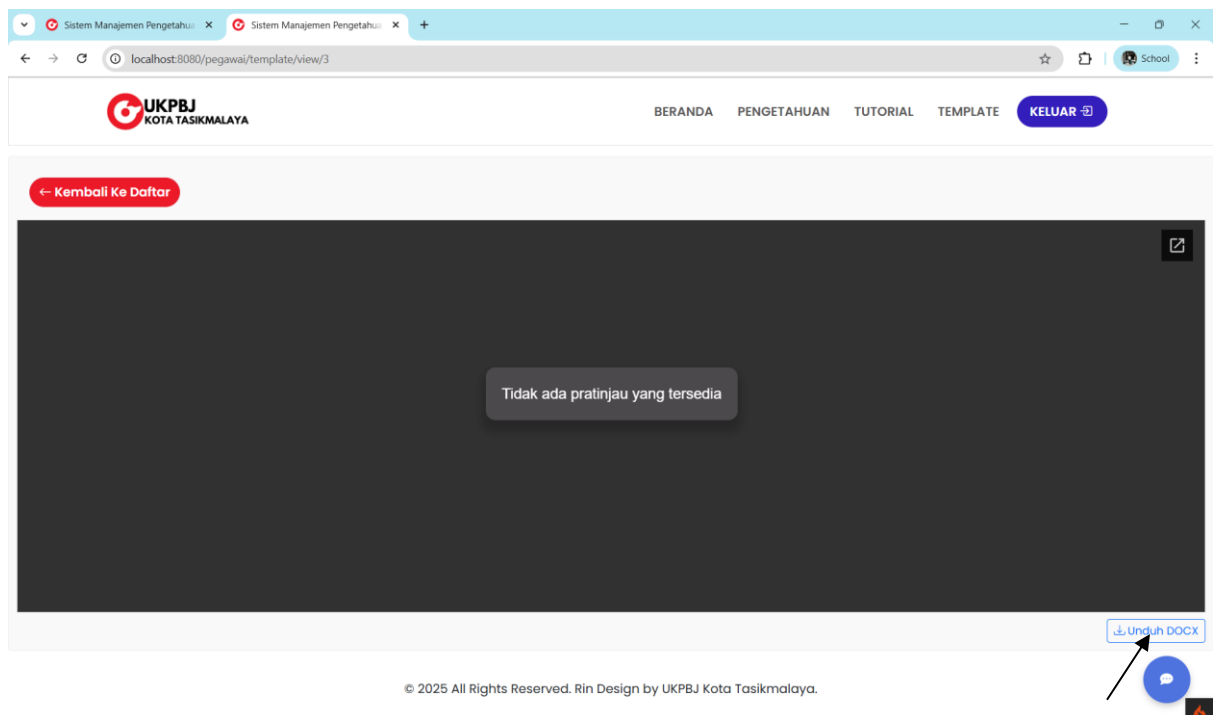 Sistem Manajemen Pengetahua
Sistem Manajemen Pengetahua
localhost:8080/pegawai/template/view/3
School
UKPBJ
KOTA TASIKMALAYA
BERANDA PENGETAHUAN TUTORIAL TEMPLATE KELUAR
← Kembali Ke Daftar
Tidak ada pratinjau yang tersedia
Unduh DOCX
© 2025 All Rights Reserved. Rin Design by UKPBJ Kota Tasikmalaya.